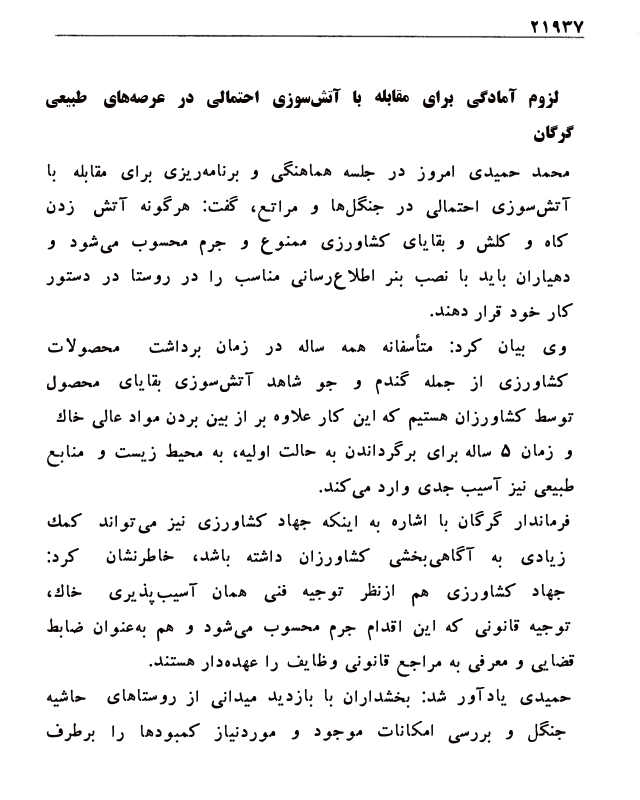 ۲۱۹۳۷
لزوم آمادگی برای مقابله با آتش‌سوزی احتمالی در عرصه‌های طبیعی
گرگان
محمد حمیدی امروز در جلسه هماهنگی و برنامه‌ریزی برای مقابله با
آتش‌سوزی احتمالی در جنگل‌ها و مراتع، گفت: هرگونه آتش زدن
کاه و کلش و بقایای کشاورزی ممنوع و جرم محسوب می‌شود و
دهیاران باید با نصب بنر اطلاع‌رسانی مناسب را در روستا در دستور
کار خود قرار دهند.
وی بیان کرد: متأسفانه همه ساله در زمان برداشت محصولات
کشاورزی از جمله گندم و جو شاهد آتش‌سوزی بقایای محصول
توسط کشاورزان هستیم که این کار علاوه بر از بین بردن مواد عالی خاك
و زمان ۵ ساله برای برگرداندن به حالت اولیه، به محیط زیست و منابع
طبیعی نیز آسیب جدی وارد می‌کند.
فرماندار گرگان با اشاره به اینکه جهاد کشاورزی نیز می‌تواند کمك
زیادی به آگاهی‌بخشی کشاورزان داشته باشد، خاطرنشان کرد:
جهاد کشاورزی هم ازنظر توجیه فنی همان آسیب‌پذیری خاك،
توجیه قانونی که این اقدام جرم محسوب می‌شود و هم به‌عنوان ضابط
قضایی و معرفی به مراجع قانونی وظایف را عهده‌دار هستند.
حمیدی یادآور شد: بخشداران با بازدید میدانی از روستاهای حاشیه
جنگل و بررسی امکانات موجود و موردنیاز کمبودها را برطرف